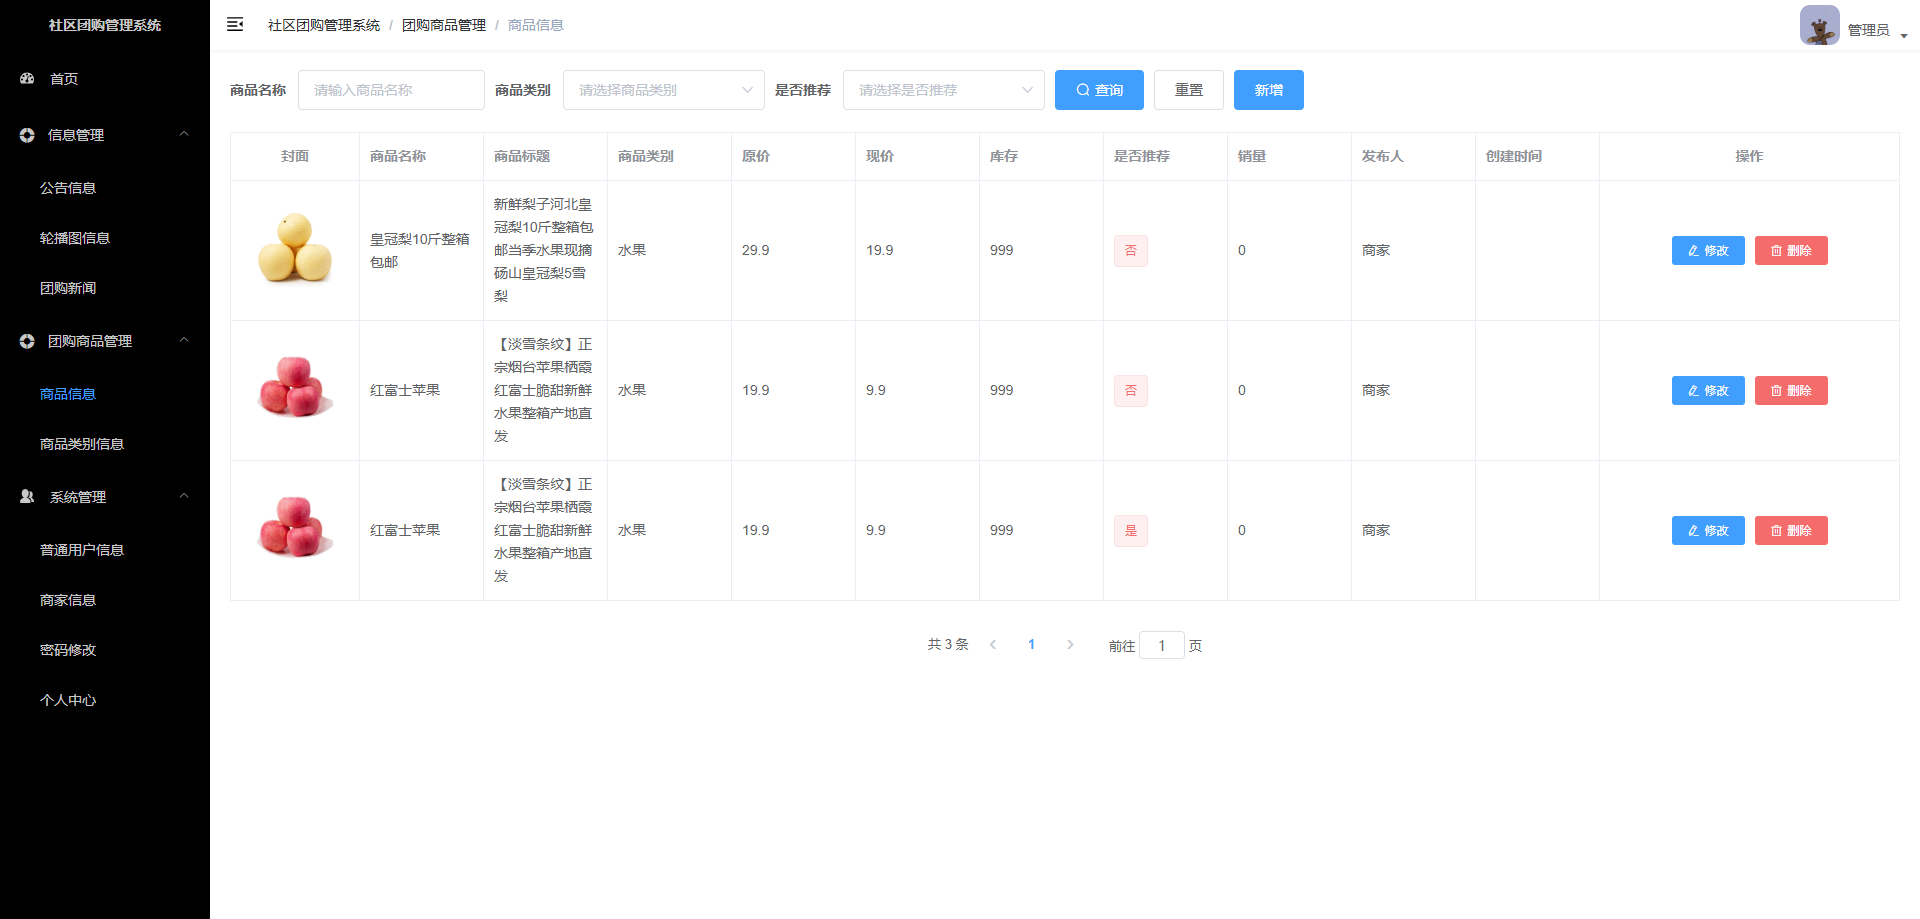 社区团购管理系统
首页
信息管理
公告信息
轮播图信息
团购新闻
团购商品管理
商品信息
商品类别信息
系统管理
普通用户信息
商家信息
密码修改
个人中心
社区团购管理系统 / 团购商品管理 / 商品信息
管理员
商品名称 请输入商品名称 商品类别 请选择商品类别 是否推荐 请选择是否推荐 查询 重置 新增
封面 商品名称 商品标题 商品类别 原价 现价 库存 是否推荐 销量 发布人 创建时间 操作
皇冠梨10斤整箱
包邮
新鲜梨子河北皇
冠梨10斤整箱包
邮当季水果现摘
砀山皇冠梨5雪
梨
水果 29.9 19.9 999 否 0 商家 修改 删除
红富士苹果
【淡雪条纹】正
宗烟台苹果栖霞
红富士脆甜新鲜
水果整箱产地直
发
水果 19.9 9.9 999 否 0 商家 修改 删除
红富士苹果
【淡雪条纹】正
宗烟台苹果栖霞
红富士脆甜新鲜
水果整箱产地直
发
水果 19.9 9.9 999 是 0 商家 修改 删除
共 3 条 1 前往 1 页